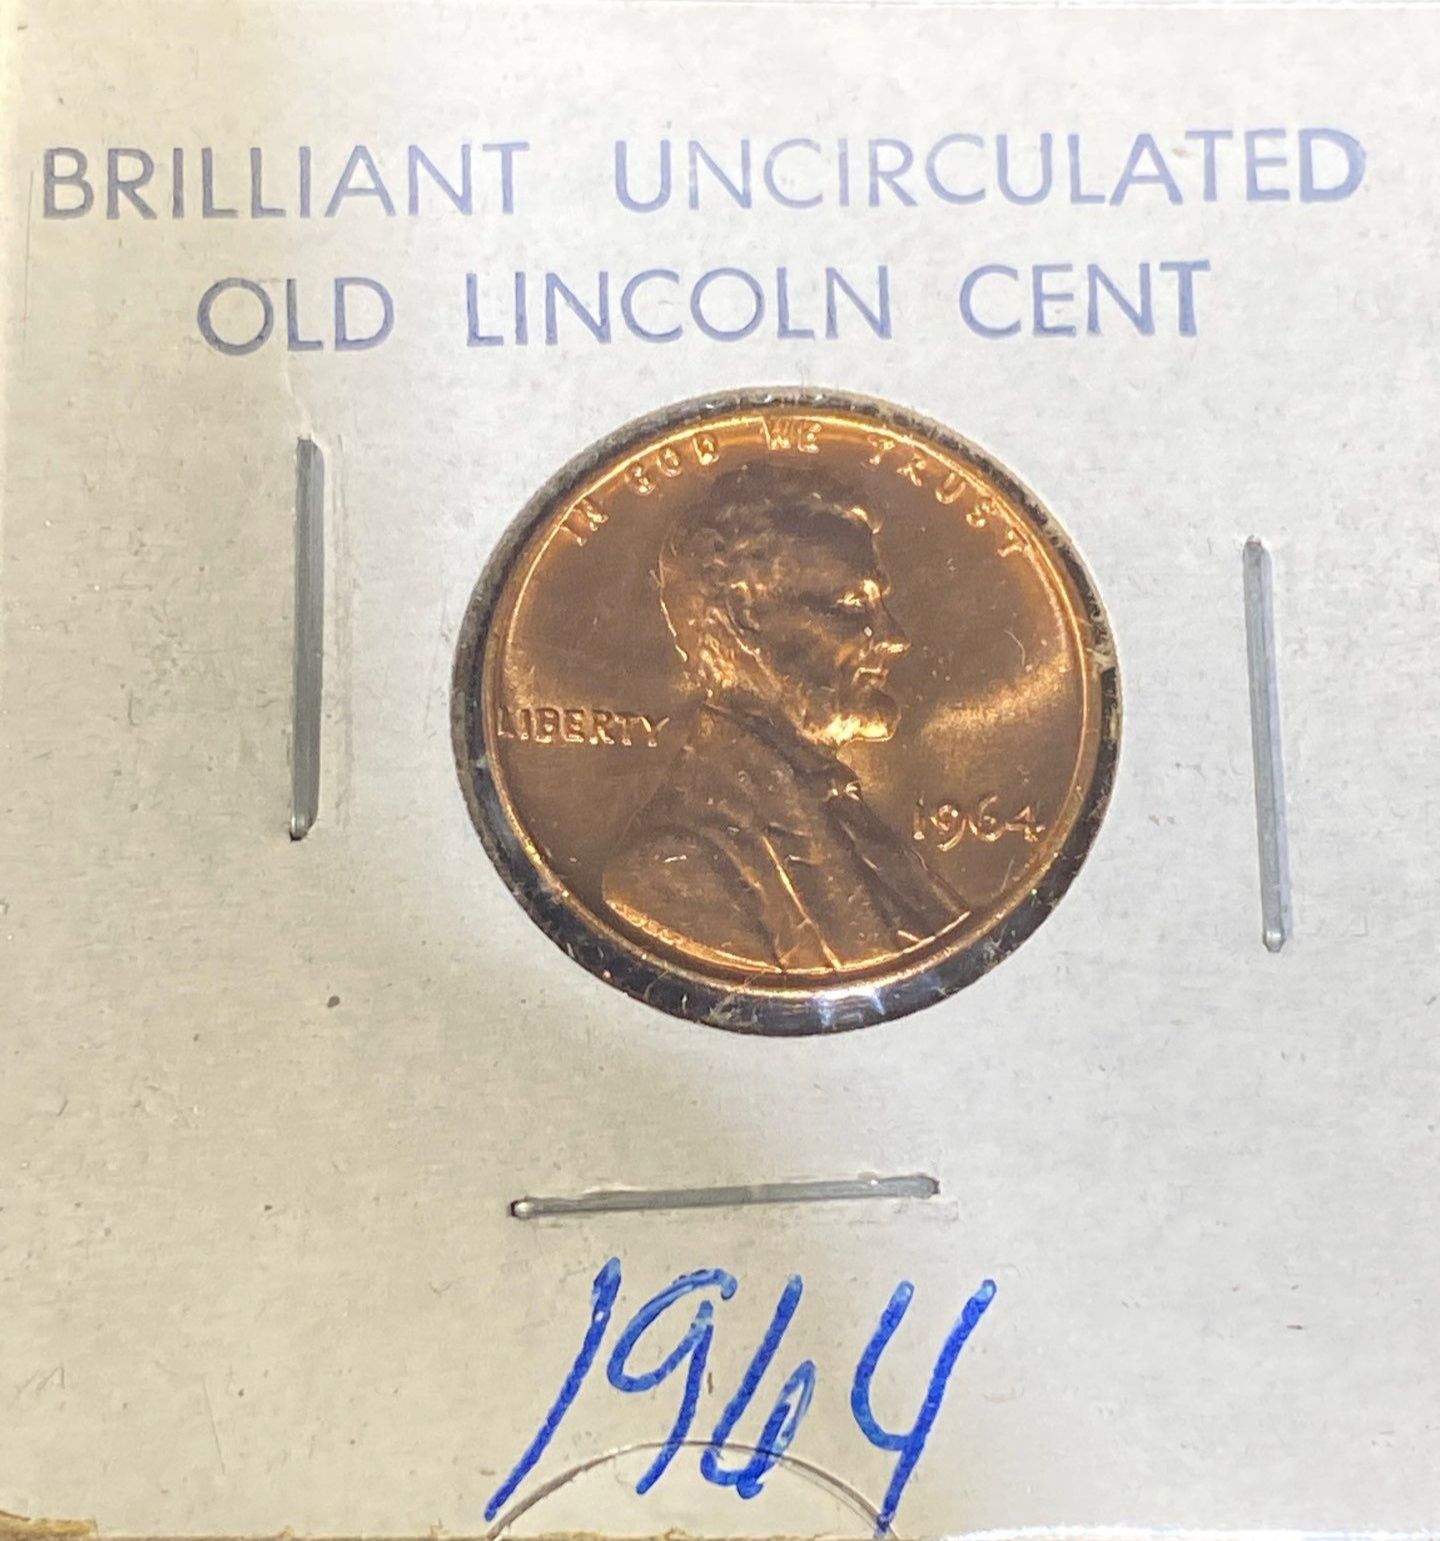 BRILLIANT UNCIRCULATED
OLD LINCOLN CENT
IN GOD WE TRUST
LIBERTY
1964
1964